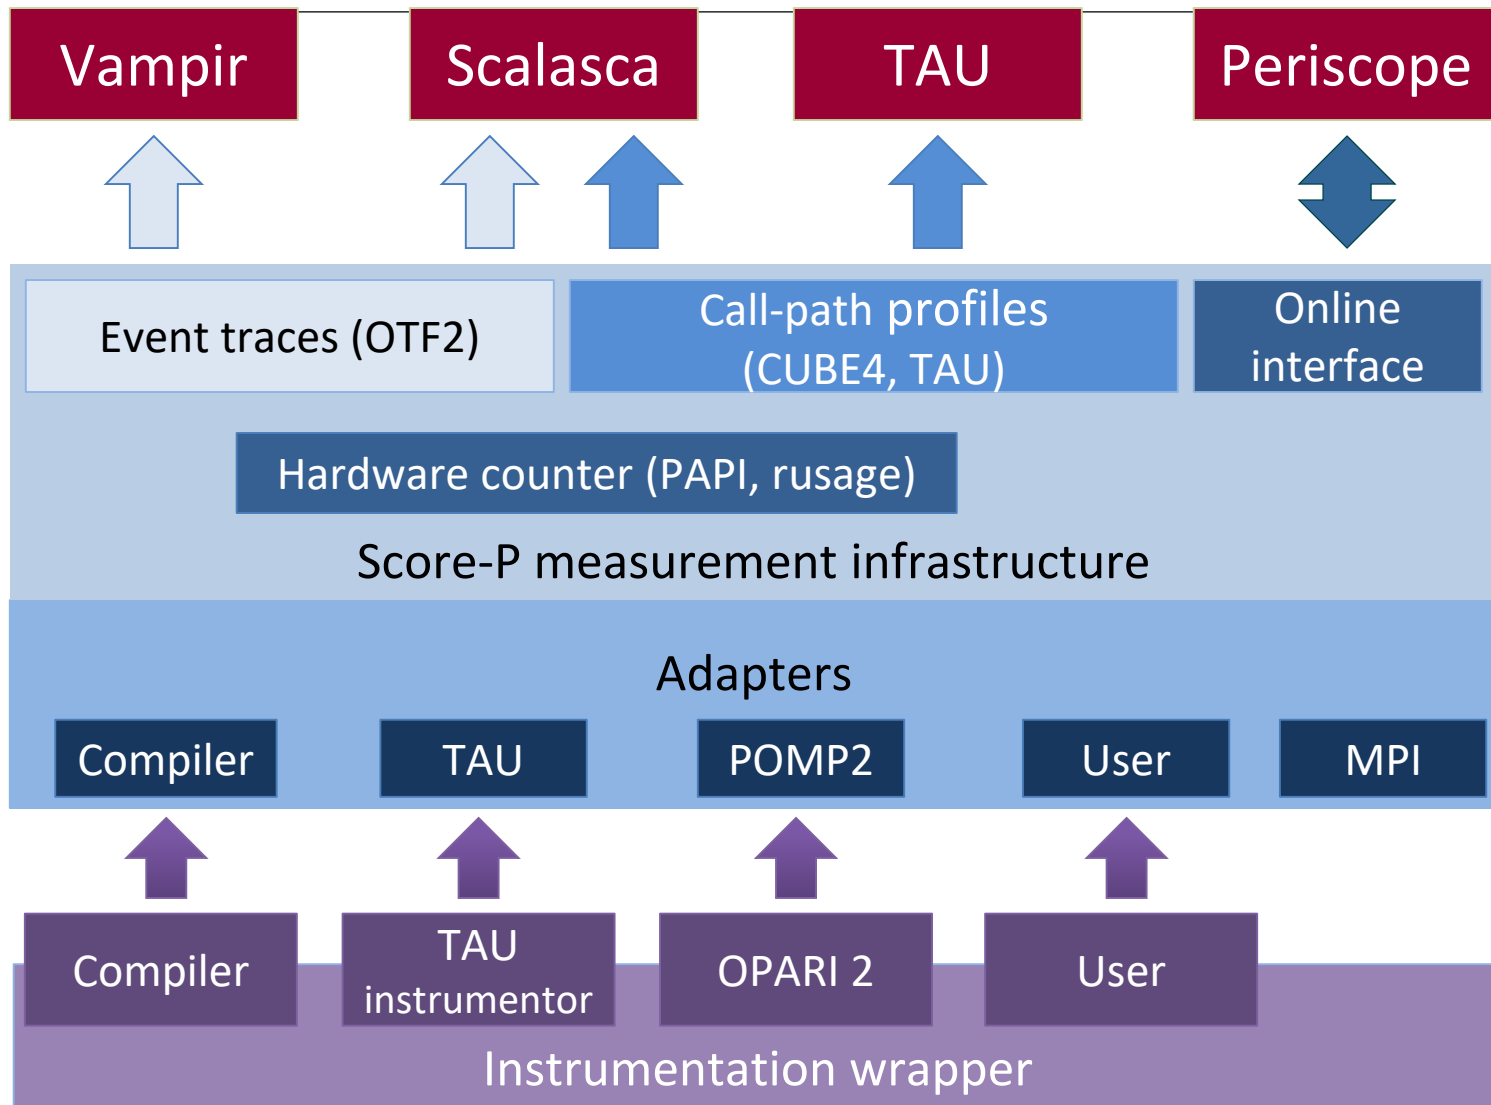 Vampir
Scalasca
TAU
Periscope
Event traces (OTF2)
Call-path profiles
(CUBE4, TAU)
Online
interface
Hardware counter (PAPI, rusage)
Score-P measurement infrastructure
Adapters
Compiler
TAU
POMP2
User
MPI
Compiler
TAU
instrumentor
OPARI 2
User
Instrumentation wrapper